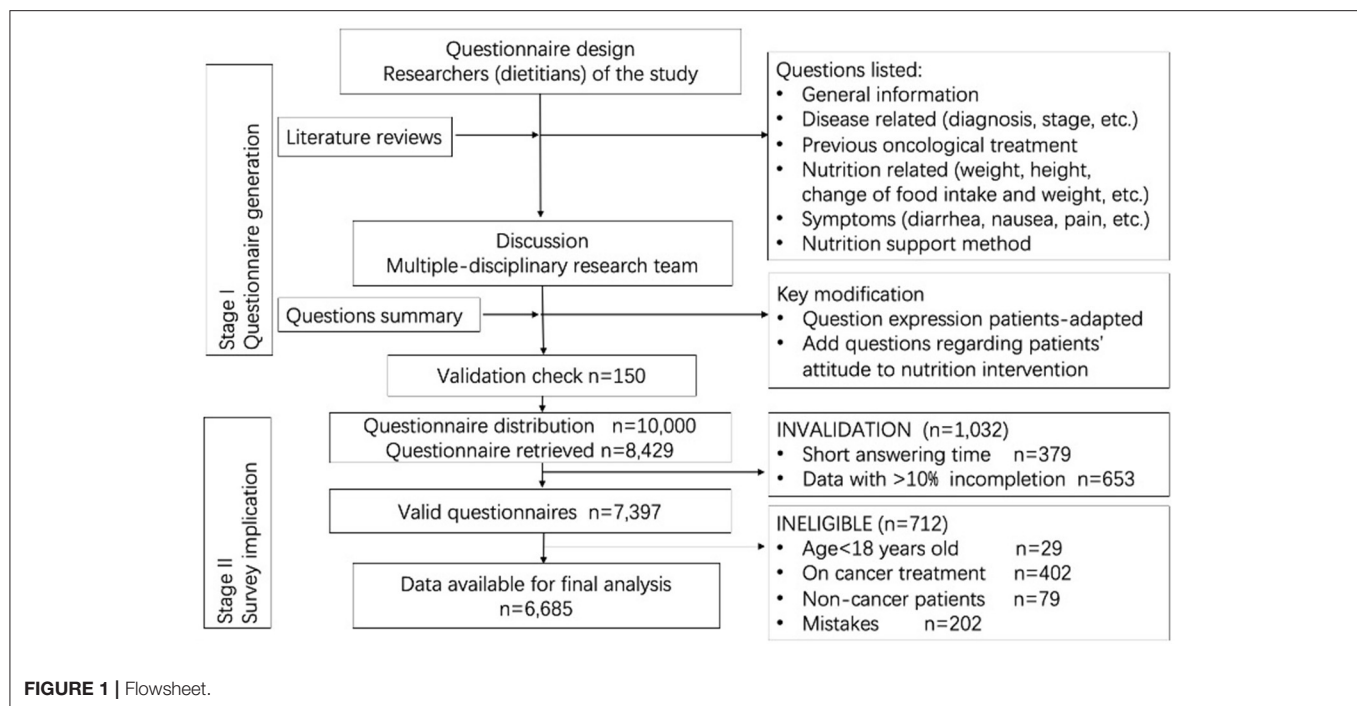 Questionnaire design
Researchers (dietitians) of the study
Stage I
Questionnaire generation
Literature reviews
Questions listed:
• General information
• Disease related (diagnosis, stage, etc.)
• Previous oncological treatment
• Nutrition related (weight, height,
change of food intake and weight, etc.)
• Symptoms (diarrhea, nausea, pain, etc.)
• Nutrition support method
Discussion
Multiple-disciplinary research team
Questions summary
Key modification
• Question expression patients-adapted
• Add questions regarding patients'
attitude to nutrition intervention
Validation check n=150
Stage II
Survey implication
Questionnaire distribution n=10,000
Questionnaire retrieved n=8,429
INVALIDATION (n=1,032)
• Short answering time n=379
• Data with >10% incompletion n=653
Valid questionnaires n=7,397
INELIGIBLE (n=712)
• Age<18 years old n=29
• On cancer treatment n=402
• Non-cancer patients n=79
• Mistakes n=202
Data available for final analysis
n=6,685
FIGURE 1 | Flowsheet.